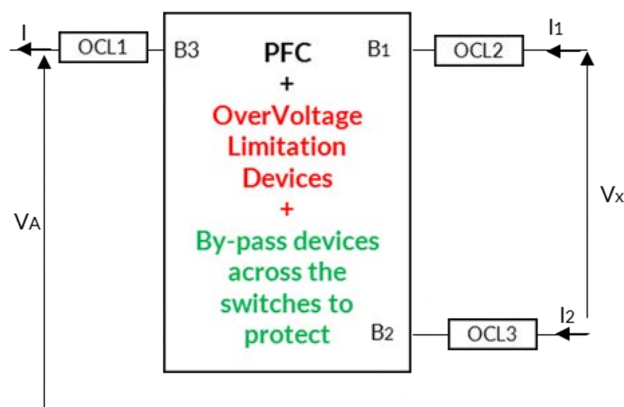 I
OCL1
B3
PFC
B1
OCL2
I1
+
OverVoltage
Limitation
Devices
+
VA
VX
By-pass devices
across the
switches to
protect
B2
OCL3
I2